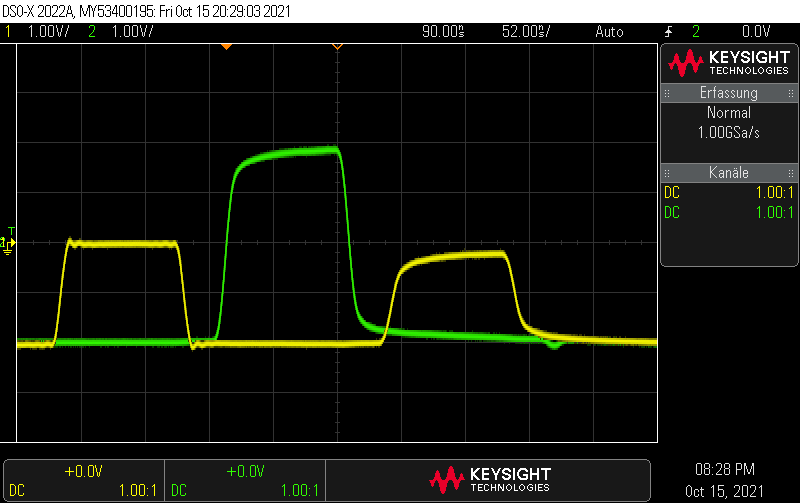 DSO-X 2022A, MY53400195: Fri Oct 15 20:29:03 2021
1 1.00V/ 2 1.00V/ 90.00ns 52.00ns/ Auto 2 0.0V
KEYSIGHT
TECHNOLOGIES
Erfassung
Normal
1.00GSa/s
Kanäle
DC 1.00:1
DC 1.00:1
T
+0.0V
DC 1.00:1
+0.0V
DC 1.00:1
KEYSIGHT
TECHNOLOGIES
08:28 PM
Oct 15, 2021